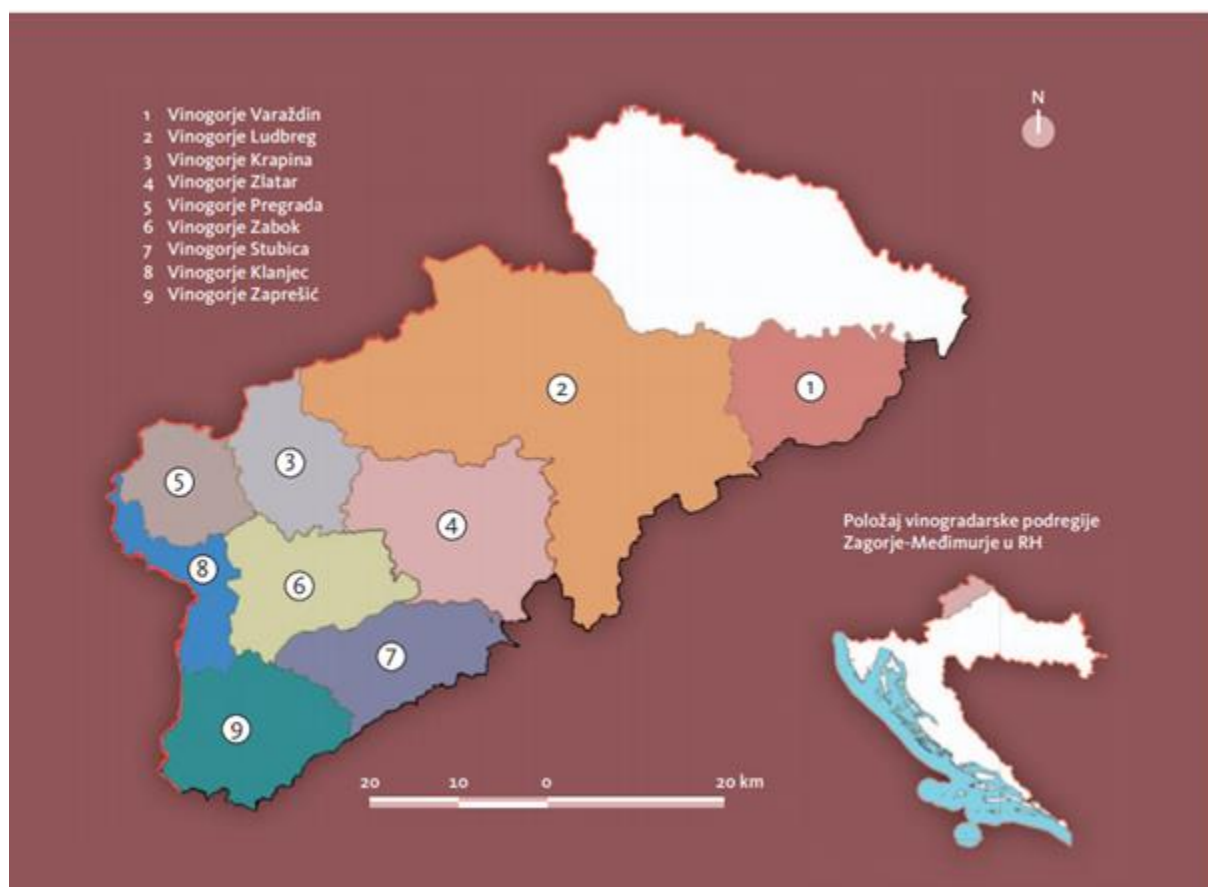 1 Vinogorje Varaždin
2 Vinogorje Ludbreg
3 Vinogorje Krapina
4 Vinogorje Zlatar
5 Vinogorje Pregrada
6 Vinogorje Zabok
7 Vinogorje Stubica
8 Vinogorje Klanjec
9 Vinogorje Zaprešić
N
2
1
3
5
4
8
6
7
9
Položaj vinogradarske podregije
Zagorje-Međimurje u RH
20 10 0 20 km